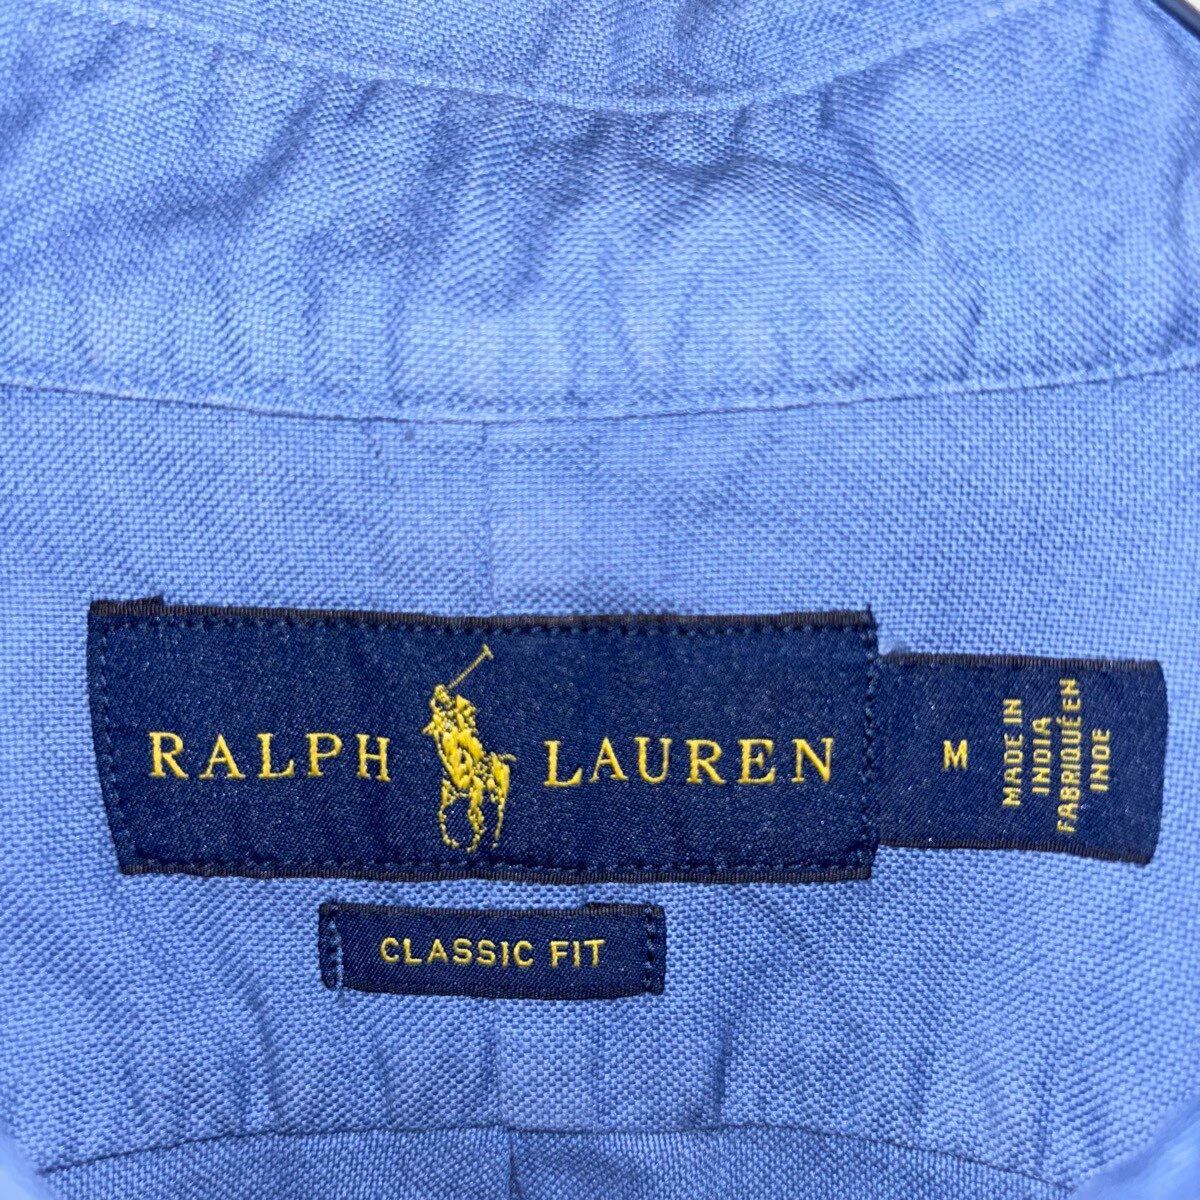 RALPH LAUREN
M
MADE IN
INDIA
FABRIQUÉ EN
INDE
CLASSIC FIT